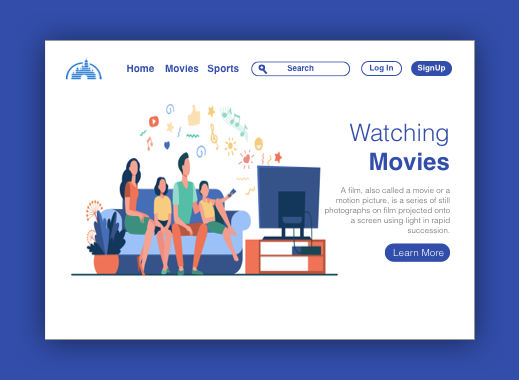 Home Movies Sports Search Log In SignUp
Watching
Movies
A film, also called a movie or a
motion picture, is a series of still
photographs on film projected onto
a screen using light in rapid
succession.
Learn More